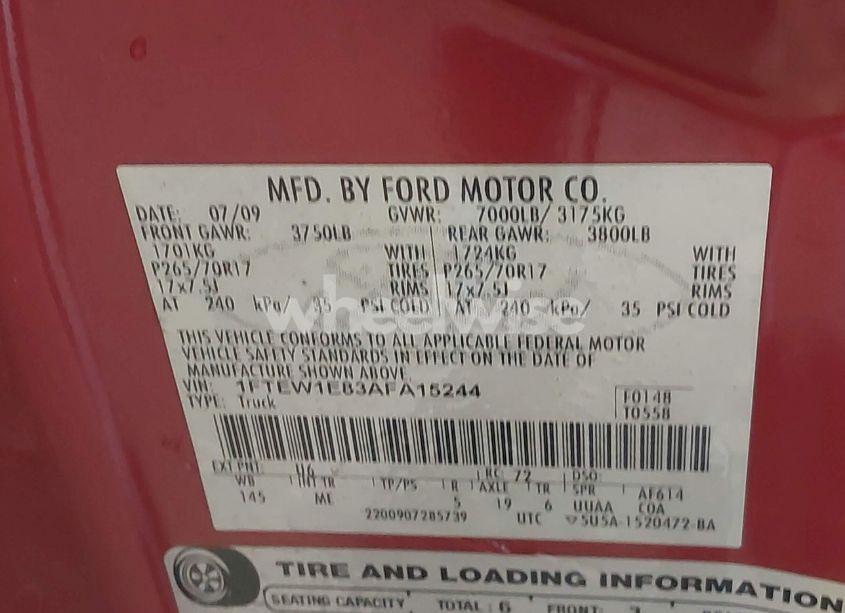 MFD. BY FORD MOTOR CO.
DATE: 07/09 GVWR: 7000LB/ 3175KG
FRONT GAWR: 3750LB REAR GAWR: 3800LB
1701KG WITH 1724KG WITH
P265/70R17 TIRES P265/70R17 TIRES
17x7.5J RIMS 17x7.5J RIMS
AT 240 kPa/ 35 PSI COLD AT 240 kPa/ 35 PSI COLD
wheelwise
THIS VEHICLE CONFORMS TO ALL APPLICABLE FEDERAL MOTOR
VEHICLE SAFETY STANDARDS IN EFFECT ON THE DATE OF
MANUFACTURE SHOWN ABOVE.
VIN: 1FTEW1E83AFA15244
TYPE: Truck
F0148
T0558
EXT PNT: U6 RC: 72 DSO:
WB INT TR TP/PS R AXLE TR SPR AF614
145 ME 5 19 6 UUAA COA
2200907285739 UTC ▽5U5A-1520472-BA
TIRE AND LOADING INFORMATION
SEATING CAPACITY TOTAL : 6 FRONT: 3